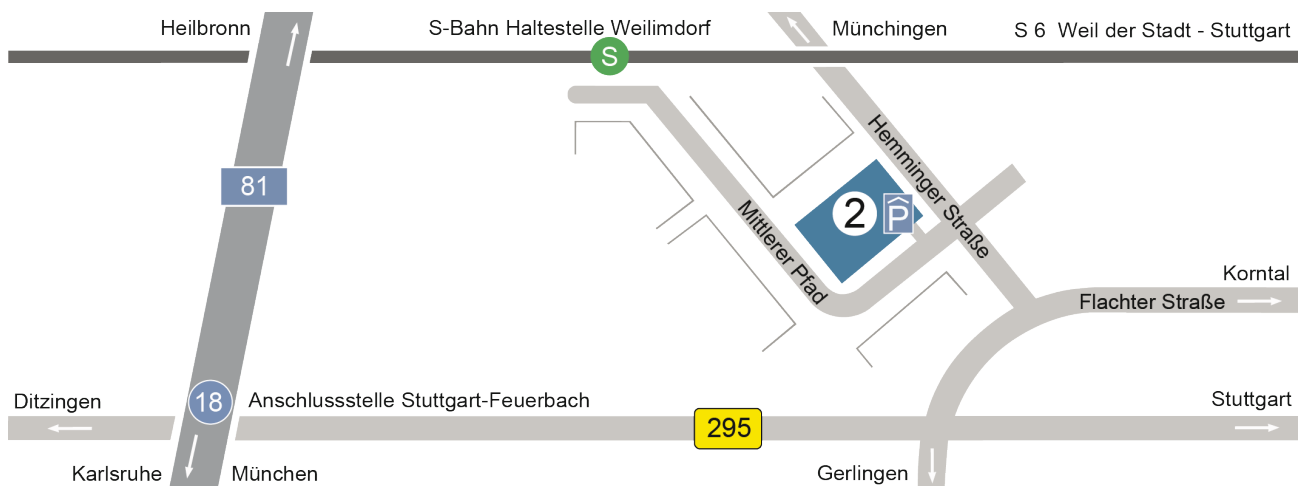 Heilbronn
S-Bahn Haltestelle Weilimdorf
Münchingen
S 6 Weil der Stadt - Stuttgart
S
Hemminger Straße
81
2
P
Mittlerer Pfad
Korntal
Flachter Straße
18
Ditzingen
Anschlussstelle Stuttgart-Feuerbach
Stuttgart
295
Karlsruhe
München
Gerlingen